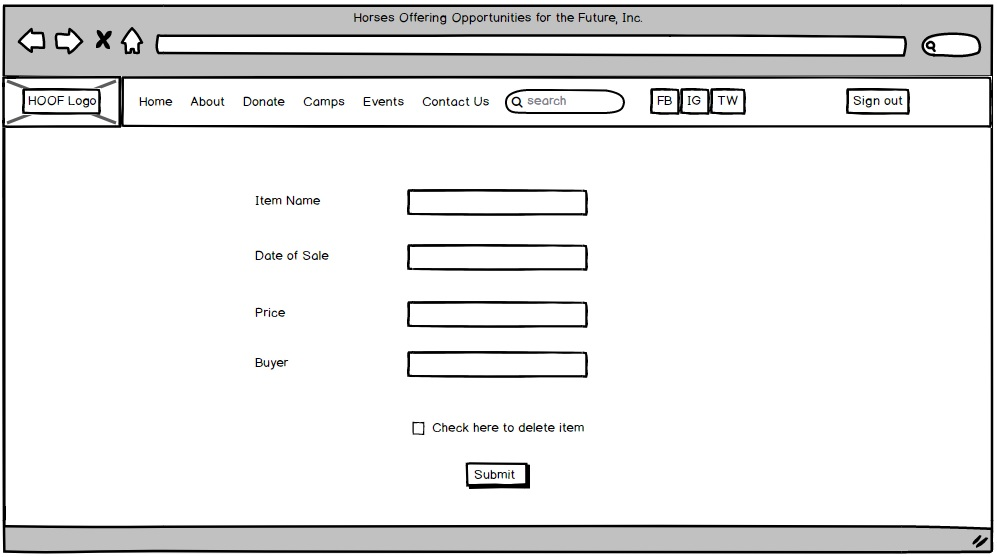 Horses Offering Opportunities for the Future, Inc.
HOOF Logo Home About Donate Camps Events Contact Us search FB IG TW Sign out
Item Name
Date of Sale
Price
Buyer
Check here to delete item
Submit